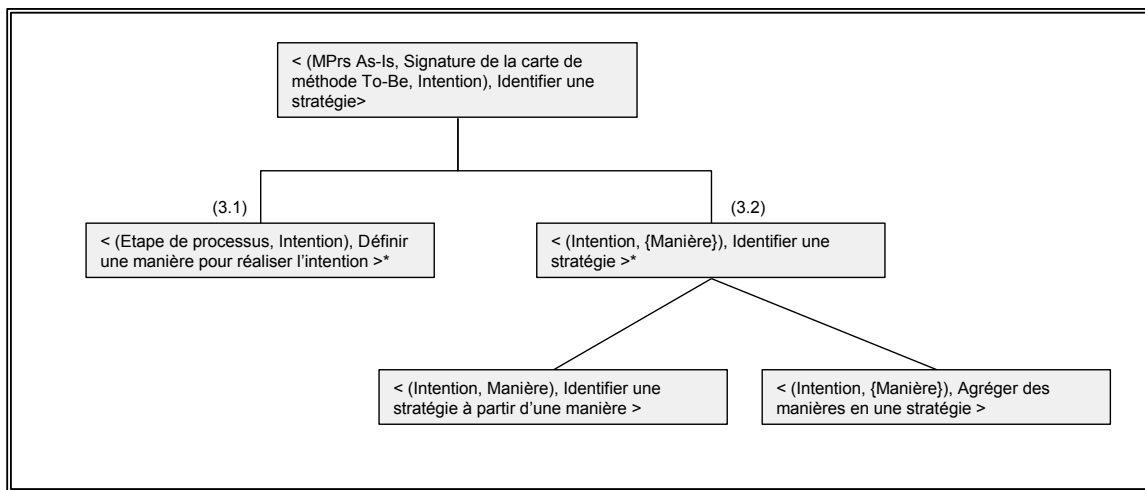 < (MPrs As-Is, Signature de la carte de
méthode To-Be, Intention), Identifier une
stratégie>
(3.1)
(3.2)
< (Etape de processus, Intention), Définir
une manière pour réaliser l’intention >*
< (Intention, {Manière}), Identifier une
stratégie >*
< (Intention, Manière), Identifier une
stratégie à partir d’une manière >
< (Intention, {Manière}), Agréger des
manières en une stratégie >